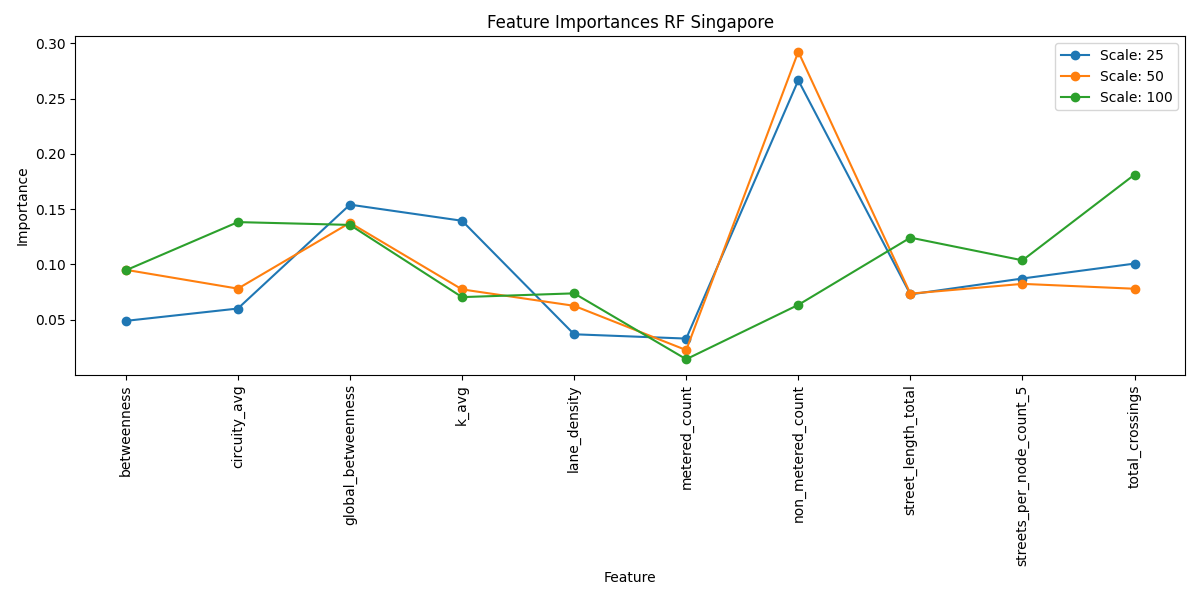 Feature Importances RF Singapore
Scale: 25
Scale: 50
Scale: 100
Importance
0.30
0.25
0.20
0.15
0.10
0.05
betweenness
circuity_avg
global_betweenness
k_avg
lane_density
metered_count
non_metered_count
street_length_total
streets_per_node_count_5
total_crossings
Feature